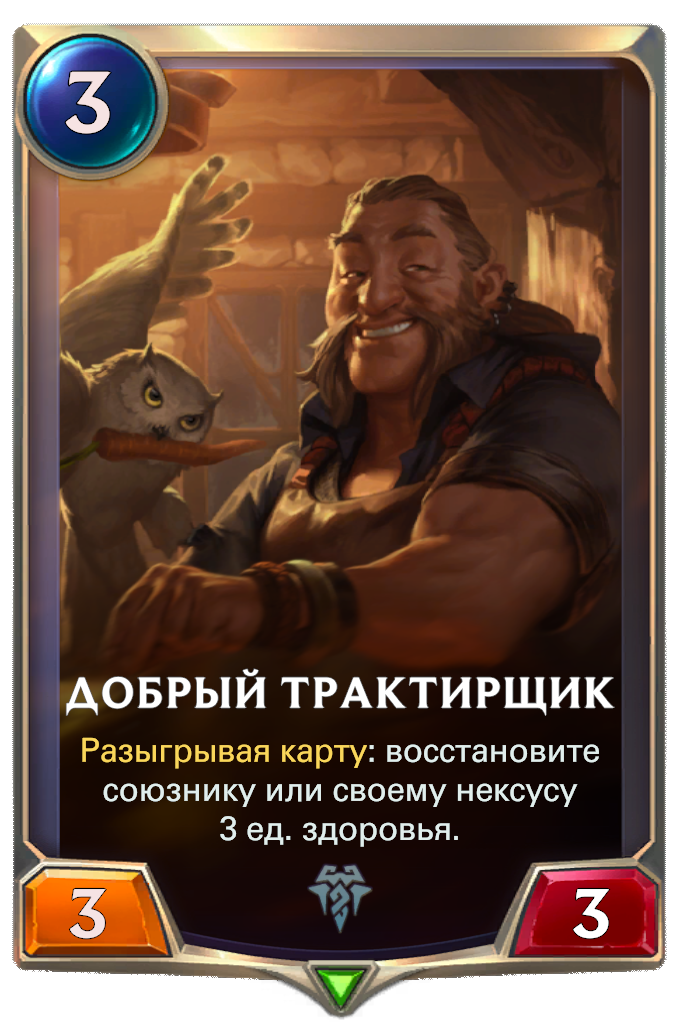 3
ДОБРЫЙ ТРАКТИРЩИК
Разыгрывая карту: восстановите
союзнику или своему нексусу
3 ед. здоровья.
3
3